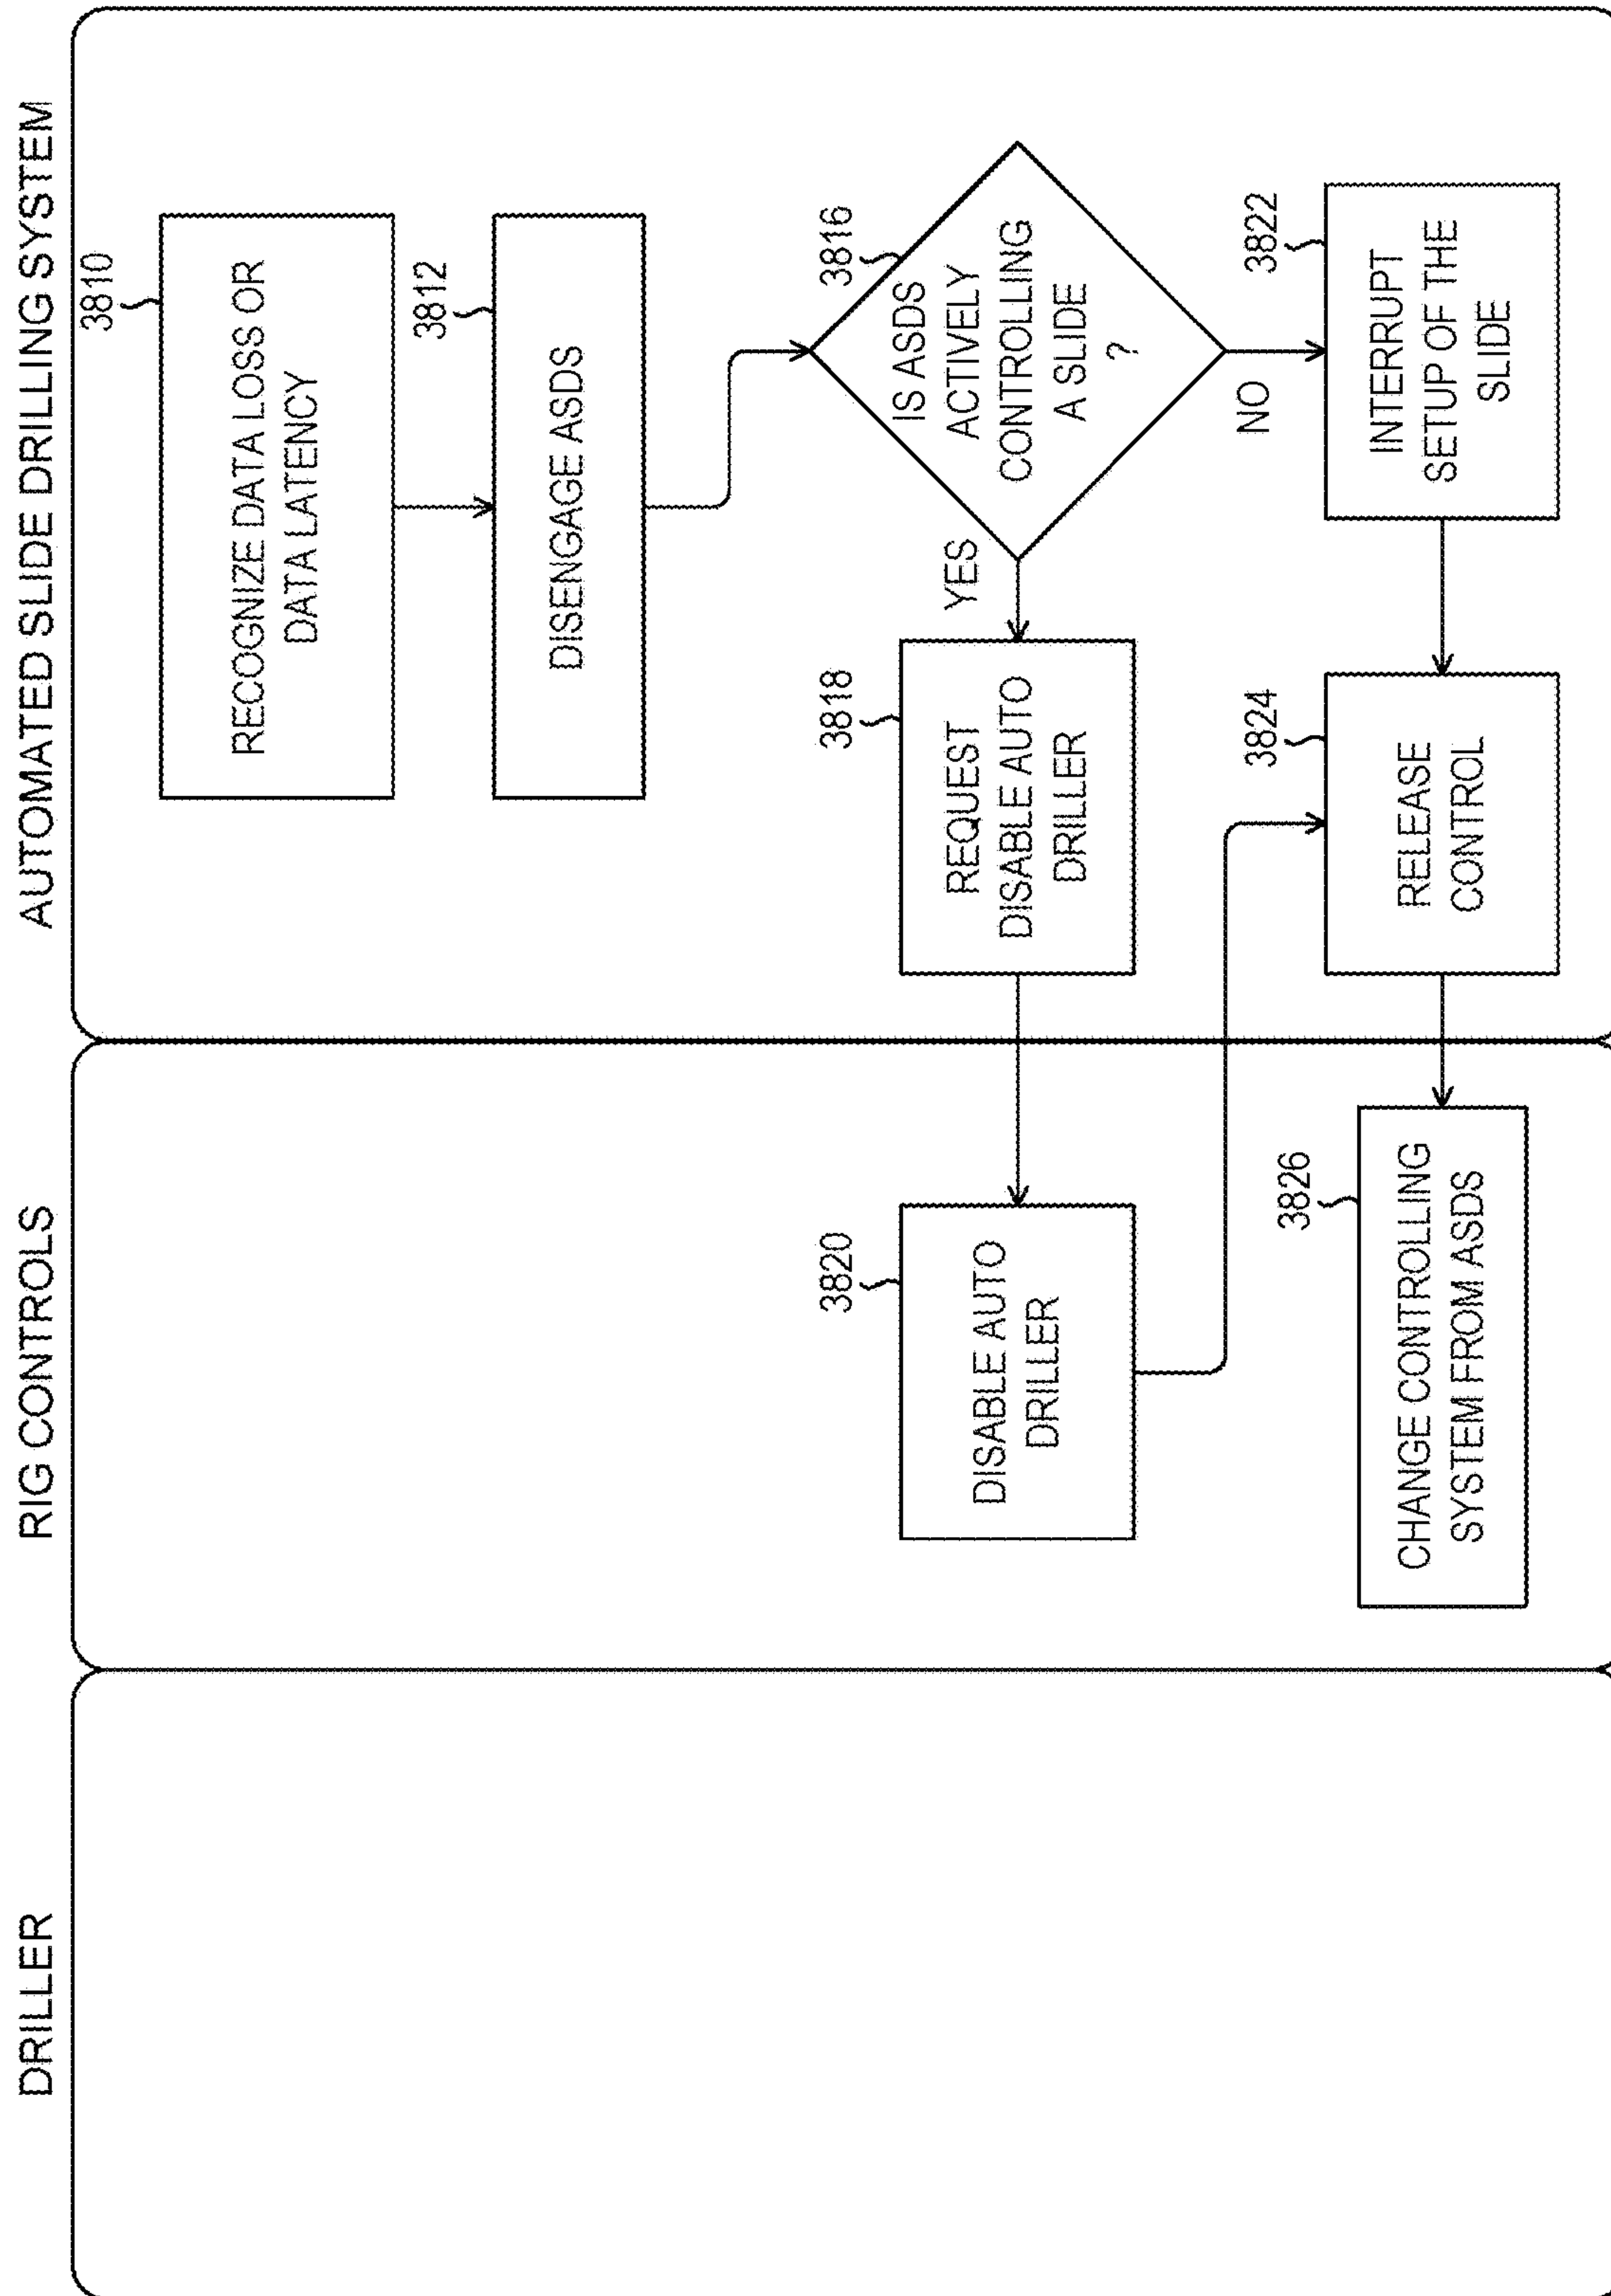 DRILLER
RIG CONTROLS
AUTOMATED SLIDE DRILLING SYSTEM
3810
RECOGNIZE DATA LOSS OR
DATA LATENCY
3812
DISENGAGE ASDS
3816
IS ASDS
ACTIVELY
CONTROLLING
A SLIDE
?
YES
NO
3818
REQUEST
DISABLE AUTO
DRILLER
3820
DISABLE AUTO
DRILLER
3822
INTERRUPT
SETUP OF THE
SLIDE
3824
RELEASE
CONTROL
3826
CHANGE CONTROLLING
SYSTEM FROM ASDS